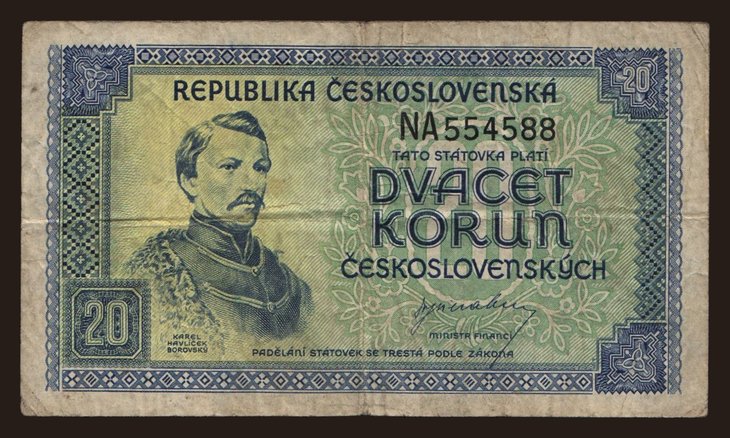 20
REPUBLIKA ČESKOSLOVENSKÁ
NA554588
TATO STÁTOVKA PLATÍ
DVACET
KORUN
ČESKOSLOVENSKÝCH
MINISTR FINANCÍ
20
KAREL
HAVLÍČEK
BOROVSKÝ
PADĚLÁNÍ STÁTOVEK SE TRESTÁ PODLE ZÁKONA
20